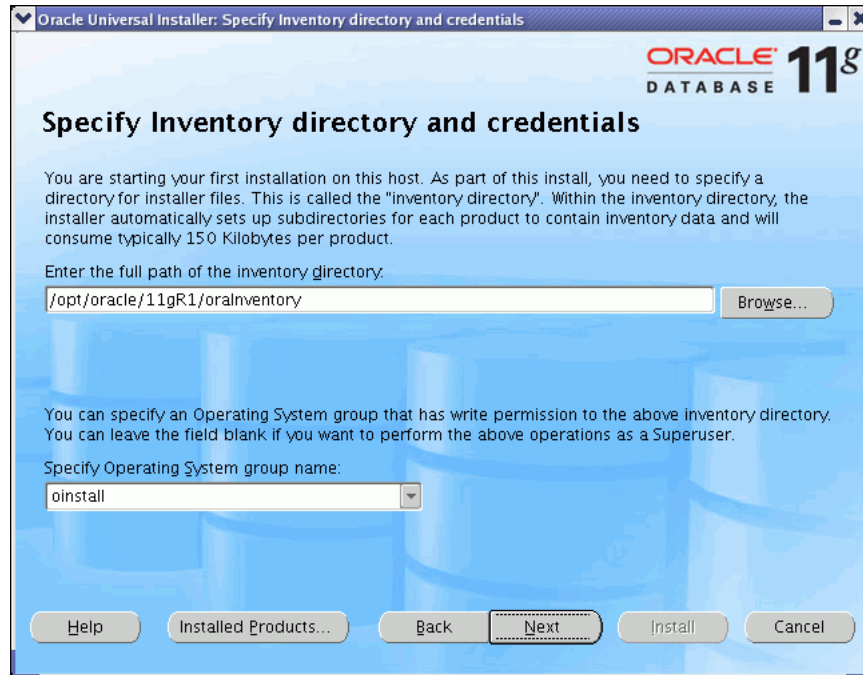 Oracle Universal Installer: Specify Inventory directory and credentials
ORACLE 11g
DATABASE
Specify Inventory directory and credentials
You are starting your first installation on this host. As part of this install, you need to specify a
directory for installer files. This is called the "inventory directory". Within the inventory directory, the
installer automatically sets up subdirectories for each product to contain inventory data and will
consume typically 150 Kilobytes per product.
Enter the full path of the inventory directory:
/opt/oracle/11gR1/oraInventory
Browse...
You can specify an Operating System group that has write permission to the above inventory directory.
You can leave the field blank if you want to perform the above operations as a Superuser.
Specify Operating System group name:
oinstall
Help Installed Products... Back Next Install Cancel